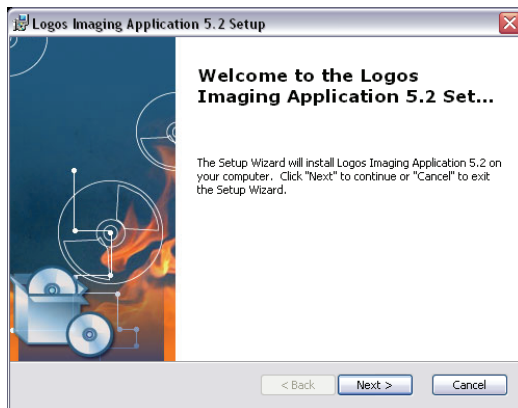 Logos Imaging Application 5.2 Setup
Welcome to the Logos
Imaging Application 5.2 Set...
The Setup Wizard will install Logos Imaging Application 5.2 on
your computer. Click "Next" to continue or "Cancel" to exit
the Setup Wizard.
< Back
Next >
Cancel